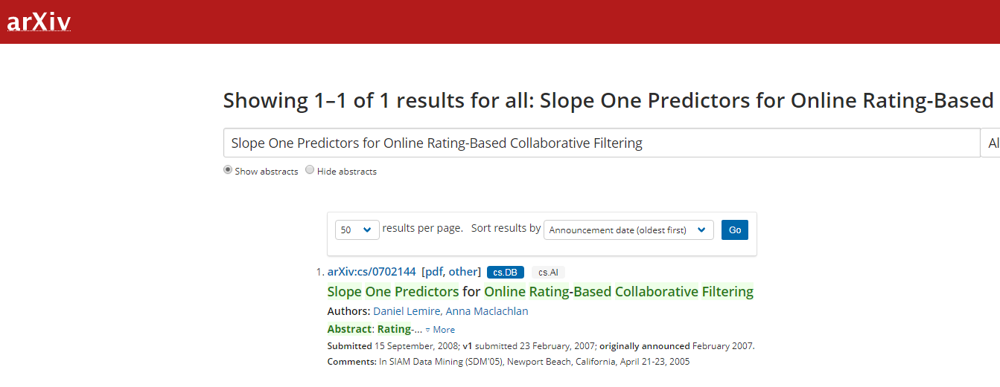 arXiv
Showing 1–1 of 1 results for all: Slope One Predictors for Online Rating-Based
Slope One Predictors for Online Rating-Based Collaborative Filtering
Al
Show abstracts Hide abstracts
50 results per page. Sort results by Announcement date (oldest first) Go
1. arXiv:cs/0702144 [pdf, other] cs.DB cs.AI
Slope One Predictors for Online Rating-Based Collaborative Filtering
Authors: Daniel Lemire, Anna Maclachlan
Abstract: Rating-... ▿ More
Submitted 15 September, 2008; v1 submitted 23 February, 2007; originally announced February 2007.
Comments: In SIAM Data Mining (SDM'05), Newport Beach, California, April 21-23, 2005